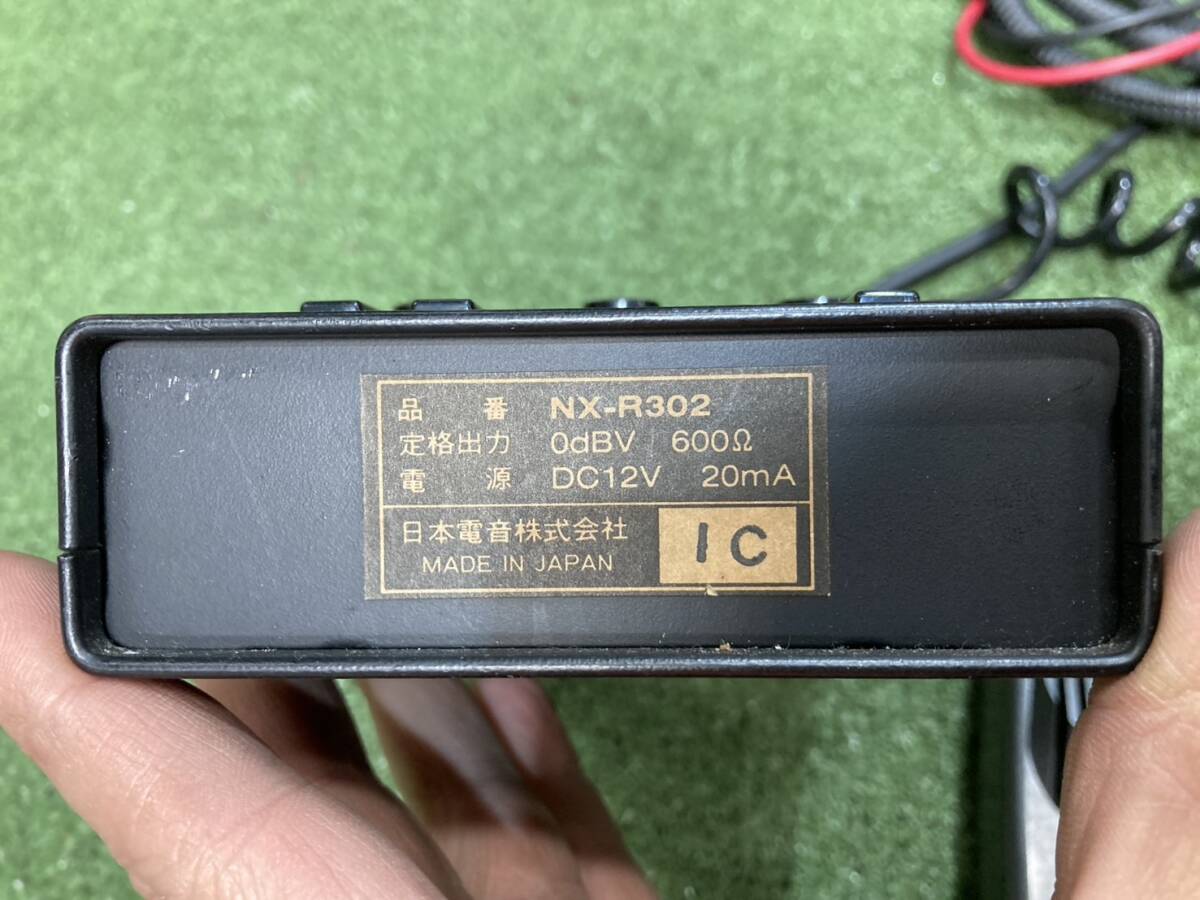 品番 NX-R302
定格出力 0dBV 600Ω
電源 DC12V 20mA
日本電音株式会社
MADE IN JAPAN
1C